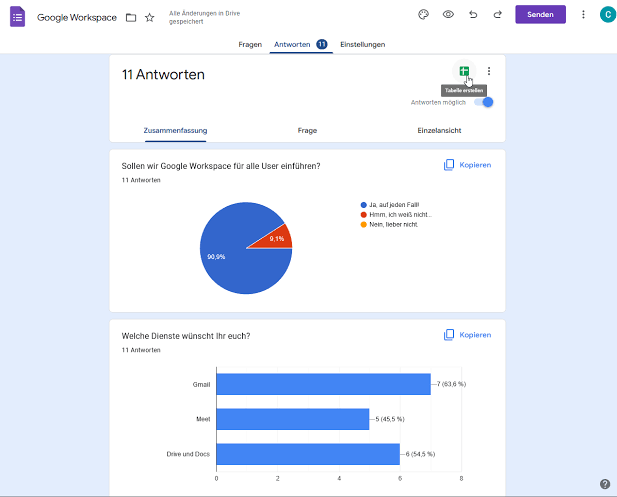 Google Workspace
Alle Änderungen in Drive
gespeichert
Senden
C
Fragen
Antworten 11
Einstellungen
11 Antworten
Tabelle erstellen
Antworten möglich
Zusammenfassung
Frage
Einzelansicht
Sollen wir Google Workspace für alle User einführen?
Kopieren
11 Antworten
Ja, auf jeden Fall!
Hmm, ich weiß nicht...
Nein, lieber nicht.
9,1%
90,9%
Welche Dienste wünscht Ihr euch?
Kopieren
11 Antworten
Gmail
7 (63,6 %)
Meet
5 (45,5 %)
Drive und Docs
6 (54,5 %)
0 2 4 6 8